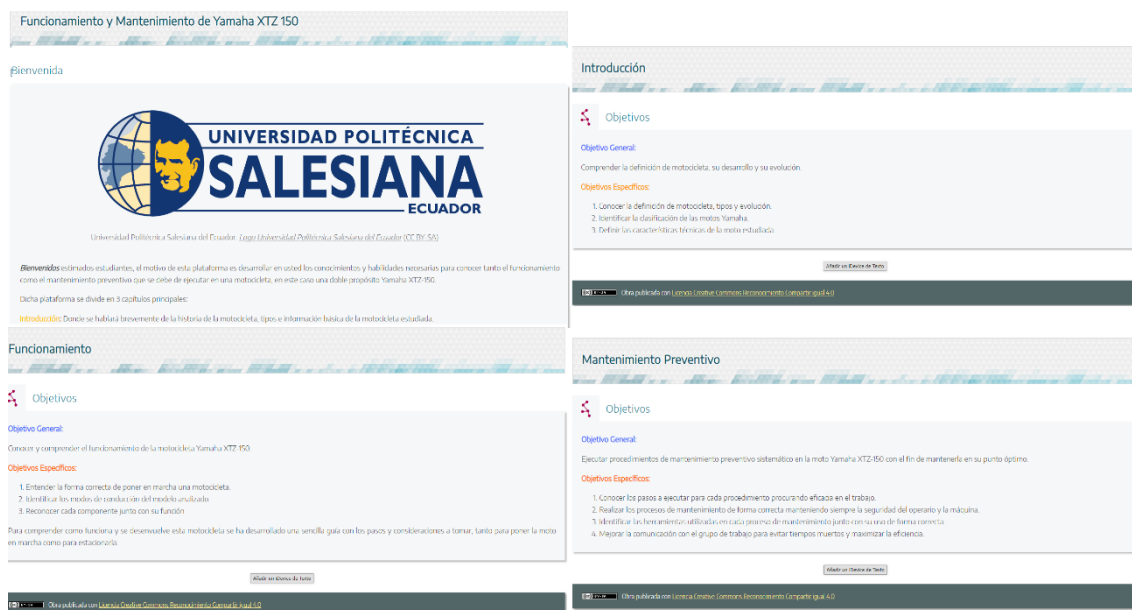 Funcionamiento y Mantenimiento de Yamaha XTZ 150
Bienvenida
UNIVERSIDAD POLITÉCNICA
SALESIANA
ECUADOR
Universidad Politécnica Salesiana del Ecuador. Logo Universidad Politécnica Salesiana del Ecuador (CC BY-SA)
Bienvenidos estimados estudiantes, el motivo de esta plataforma es desarrollar en usted los conocimientos y habilidades necesarias para conocer tanto el funcionamiento
como el mantenimiento preventivo que se debe de ejecutar en una motocicleta, en este caso una doble propósito Yamaha XTZ-150.
Dicha plataforma se divide en 3 capítulos principales:
Introducción: Donde se hablará brevemente de la historia de la motocicleta, tipos e información básica de la motocicleta estudiada.
Introducción
Objetivos
Objetivo General:
Comprender la definición de motocicleta, su desarrollo y su evolución.
Objetivos Específicos:
1. Conocer la definición de motocicleta, tipos y evolución.
2. Identificar la clasificación de las motos Yamaha.
3. Definir las características técnicas de la moto estudiada.
Añadir un iDevice de Texto
Obra publicada con Licencia Creative Commons Reconocimiento Compartir igual 4.0
Funcionamiento
Objetivos
Objetivo General:
Conocer y comprender el funcionamiento de la motocicleta Yamaha XTZ-150.
Objetivos Específicos:
1. Entender la forma correcta de poner en marcha una motocicleta.
2. Identificar los modos de conducción del modelo analizado.
3. Reconocer cada componente junto con su función
Para comprender como funciona y se desenvuelve esta motocicleta se ha desarrollado una sencilla guía con los pasos y consideraciones a tomar, tanto para poner la moto
en marcha como para estacionarla.
Añadir un iDevice de Texto
Obra publicada con Licencia Creative Commons Reconocimiento Compartir igual 4.0
Mantenimiento Preventivo
Objetivos
Objetivo General:
Ejecutar procedimientos de mantenimiento preventivo sistemático en la moto Yamaha XTZ-150 con el fin de mantenerla en su punto óptimo.
Objetivos Específicos:
1. Conocer los pasos a ejecutar para cada procedimiento procurando eficacia en el trabajo.
2. Realizar los procesos de mantenimiento de forma correcta manteniendo siempre la seguridad del operario y la máquina.
3. Identificar las herramientas utilizadas en cada proceso de mantenimiento junto con su uso de forma correcta.
4. Mejorar la comunicación con el grupo de trabajo para evitar tiempos muertos y maximizar la eficiencia.
Añadir un iDevice de Texto
Obra publicada con Licencia Creative Commons Reconocimiento Compartir igual 4.0